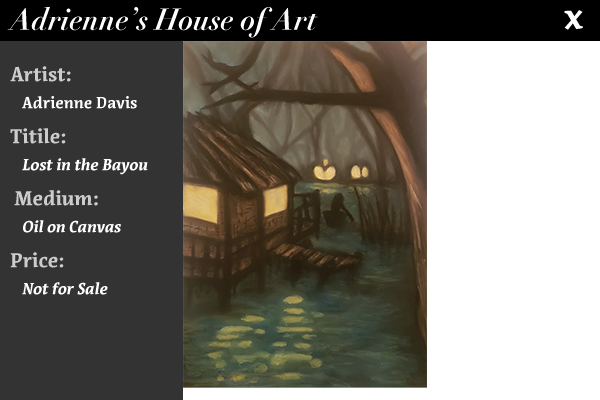 Adrienne's House of Art
X
Artist:
Adrienne Davis
Titile:
Lost in the Bayou
Medium:
Oil on Canvas
Price:
Not for Sale